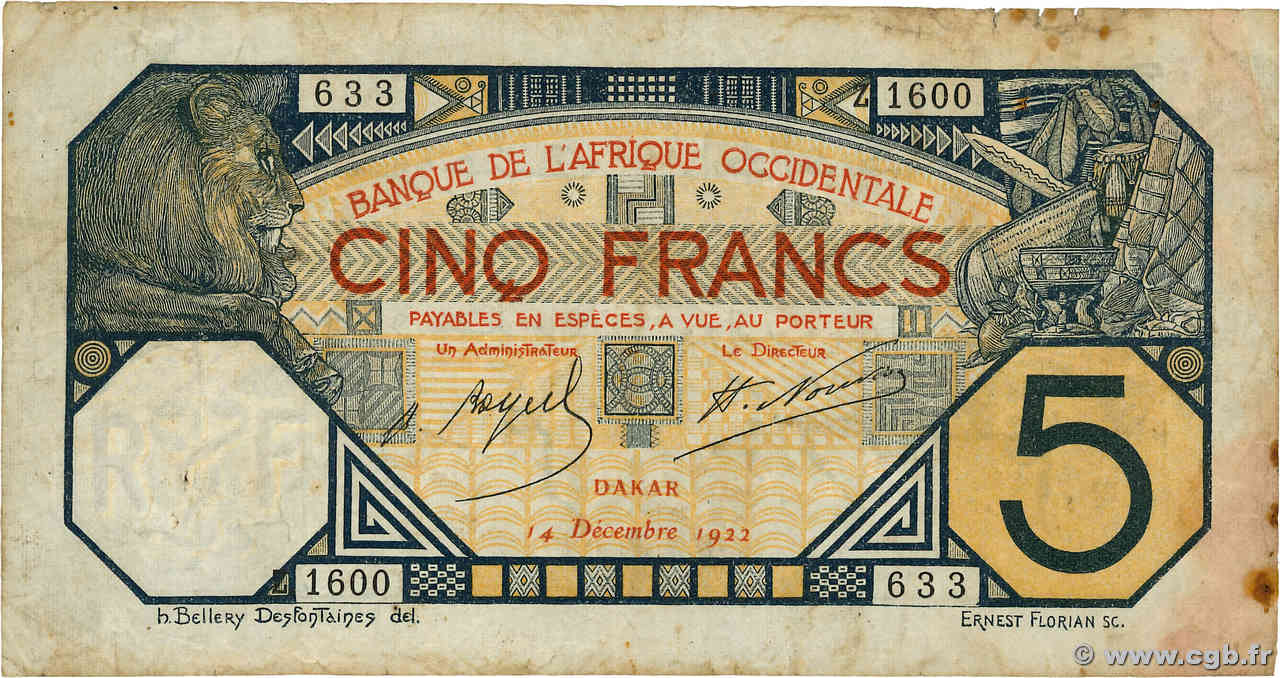 633
Z 1600
BANQUE DE L'AFRIQUE OCCIDENTALE
CINQ FRANCS
PAYABLES EN ESPÈCES, A VUE, AU PORTEUR
Un Administrateur
Le Directeur
5
DAKAR
14 Décembre 1922
1600
633
h. Bellery Desfontaines del.
ERNEST FLORIAN SC.
© www.cgb.fr